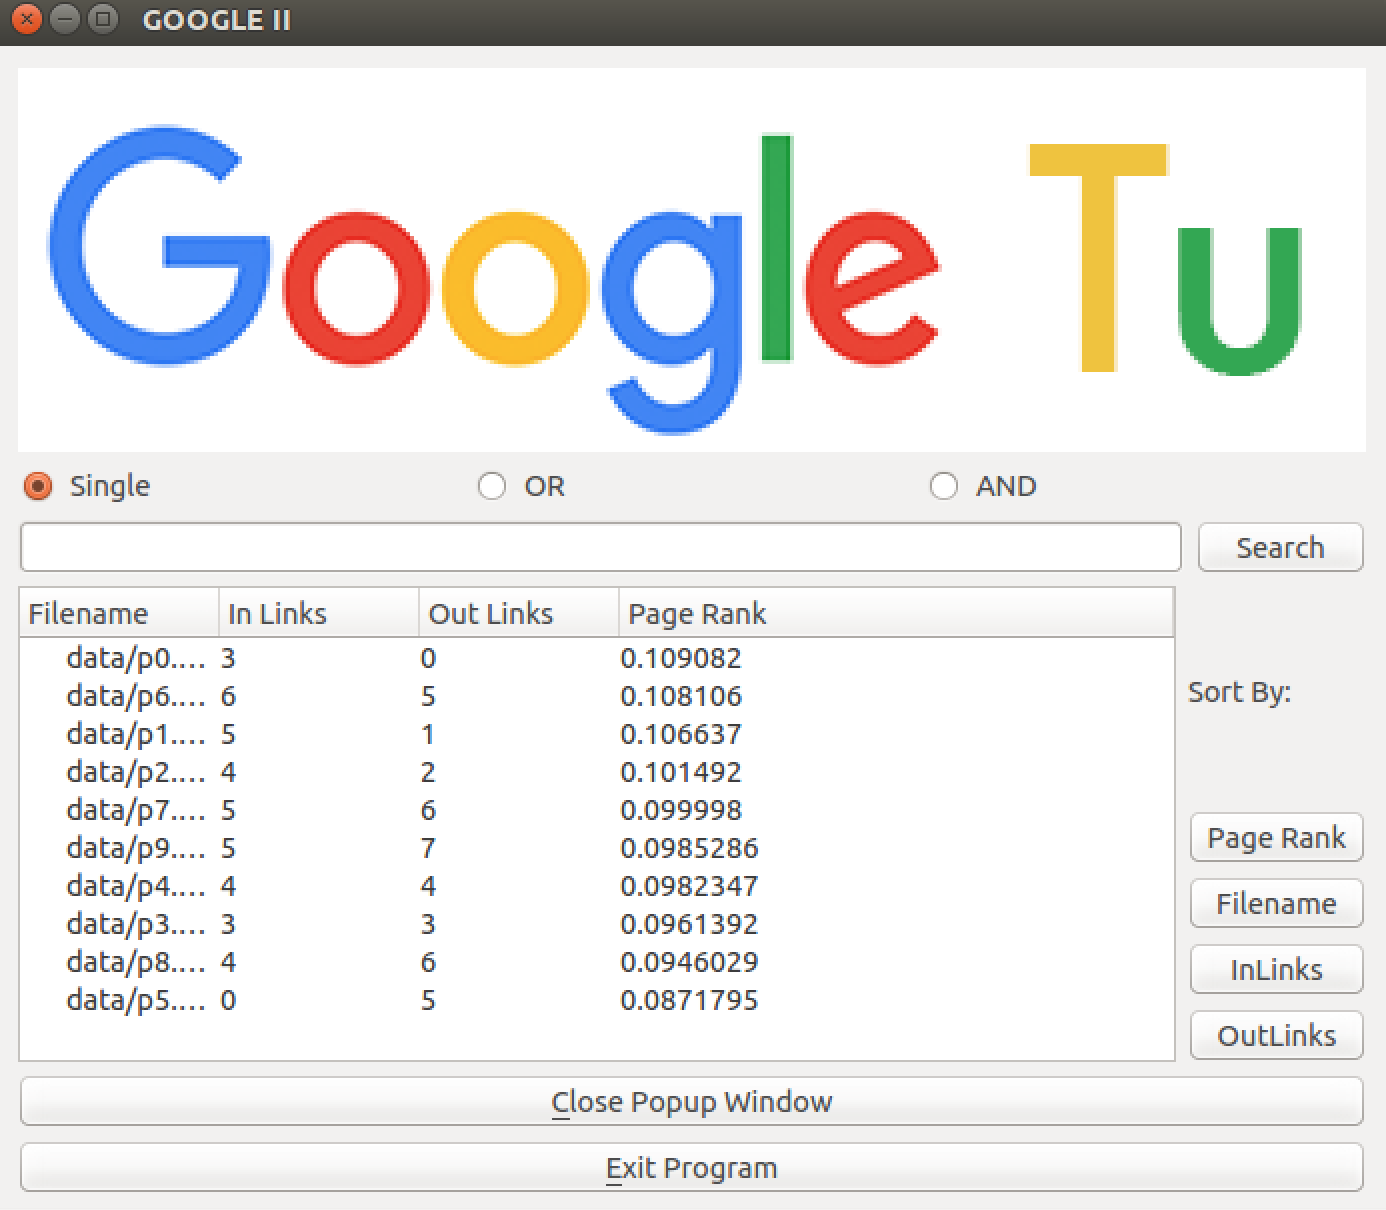 GOOGLE II
Google Tu
Single OR AND
Search
Filename In Links Out Links Page Rank
data/p0.... 3 0 0.109082
data/p6.... 6 5 0.108106
data/p1.... 5 1 0.106637
data/p2.... 4 2 0.101492
data/p7.... 5 6 0.099998
data/p9.... 5 7 0.0985286
data/p4.... 4 4 0.0982347
data/p3.... 3 3 0.0961392
data/p8.... 4 6 0.0946029
data/p5.... 0 5 0.0871795
Sort By:
Page Rank
Filename
InLinks
OutLinks
Close Popup Window
Exit Program